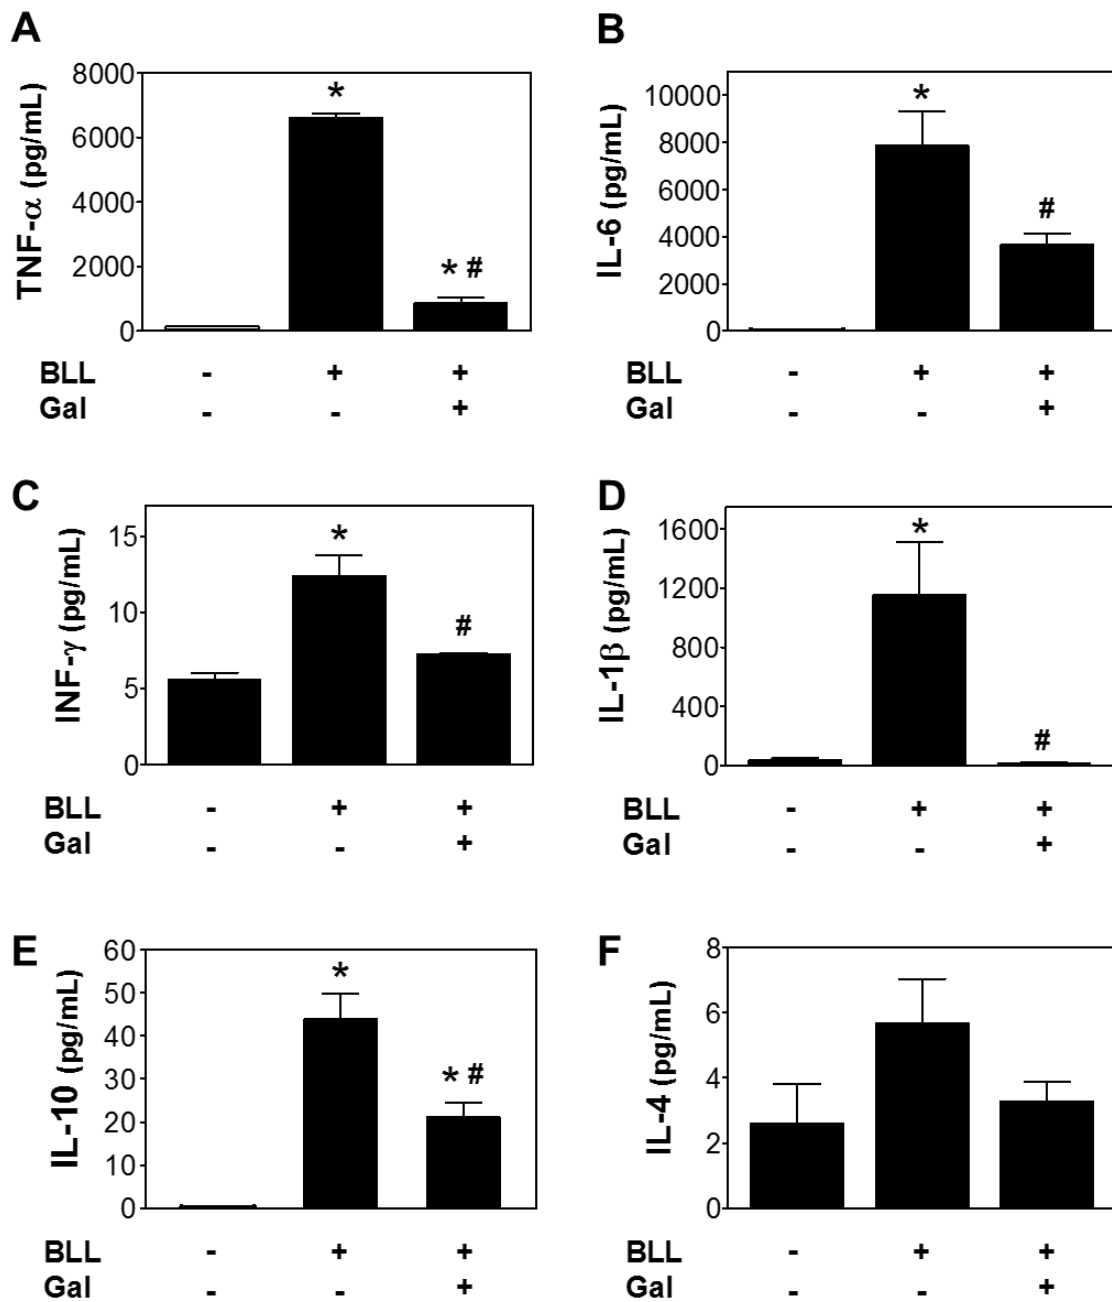 A
TNF-α (pg/mL)
8000
6000
4000
2000
0
*
* #
BLL - + +
Gal - - +
B
IL-6 (pg/mL)
10000
8000
6000
4000
2000
0
*
#
BLL - + +
Gal - - +
C
INF-γ (pg/mL)
15
10
5
0
*
#
BLL - + +
Gal - - +
D
IL-1β (pg/mL)
1600
1200
800
400
0
*
#
BLL - + +
Gal - - +
E
IL-10 (pg/mL)
60
50
40
30
20
10
0
*
* #
BLL - + +
Gal - - +
F
IL-4 (pg/mL)
8
6
4
2
0
BLL - + +
Gal - - +